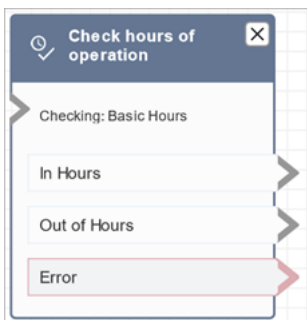 Check hours of
operation
Checking: Basic Hours
In Hours
Out of Hours
Error